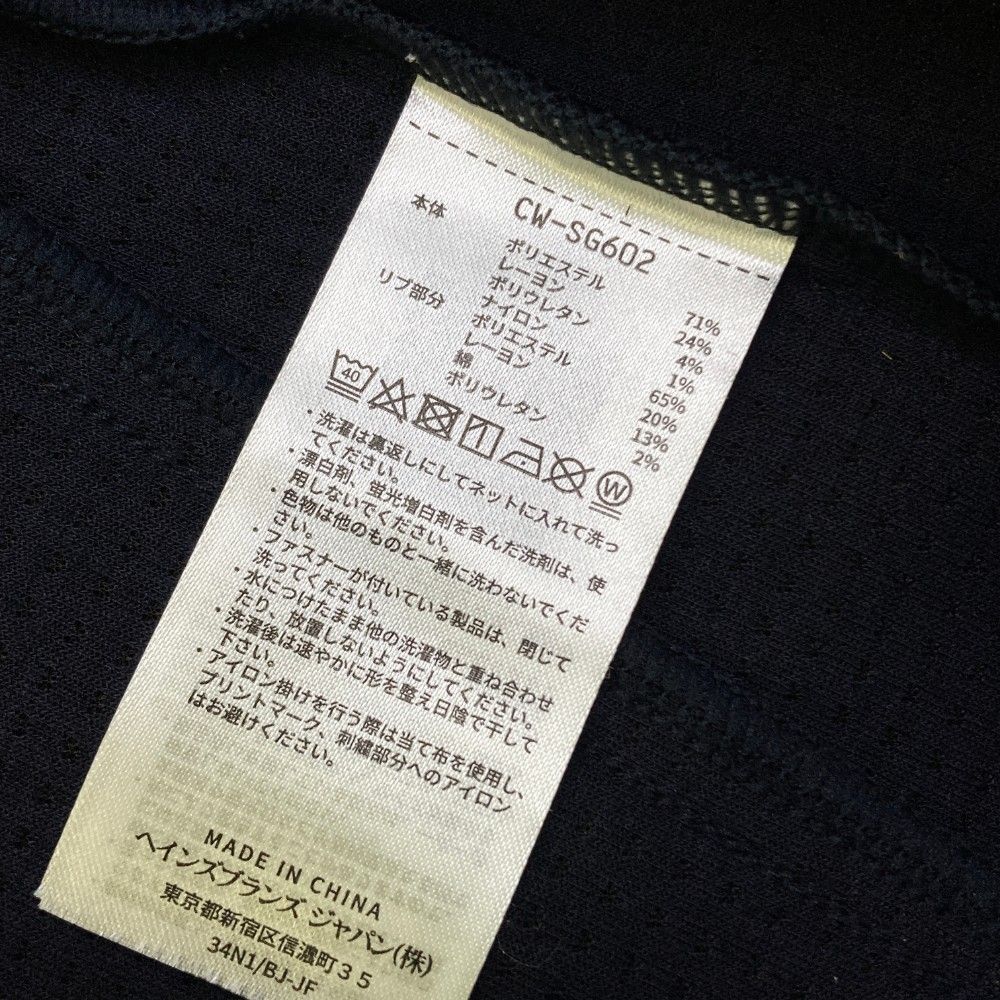 CW-SG602
本体 ポリエステル 71%
レーヨン 24%
ポリウレタン 4%
ナイロン 1%
リブ部分 ポリエステル 65%
レーヨン 20%
綿 13%
ポリウレタン 2%
40 W
・洗濯は裏返しにしてネットに入れて洗っ
てください。
・漂白剤、蛍光増白剤を含んだ洗剤は、使
用しないでください。
・色物は他のものと一緒に洗わないでくだ
さい。
・ファスナーが付いている製品は、閉じて
洗ってください。
・水につけたまま他の洗濯物と重ね合わせ
たり、放置しないようにしてください。
・洗濯後は速やかに形を整え日陰で干して
下さい。
・アイロン掛けを行う際は当て布を使用し、
プリントマーク、刺繍部分へのアイロン
はお避けください。
MADE IN CHINA
ヘインズブランズ ジャパン(株)
東京都新宿区信濃町35
34N1/BJ-JF